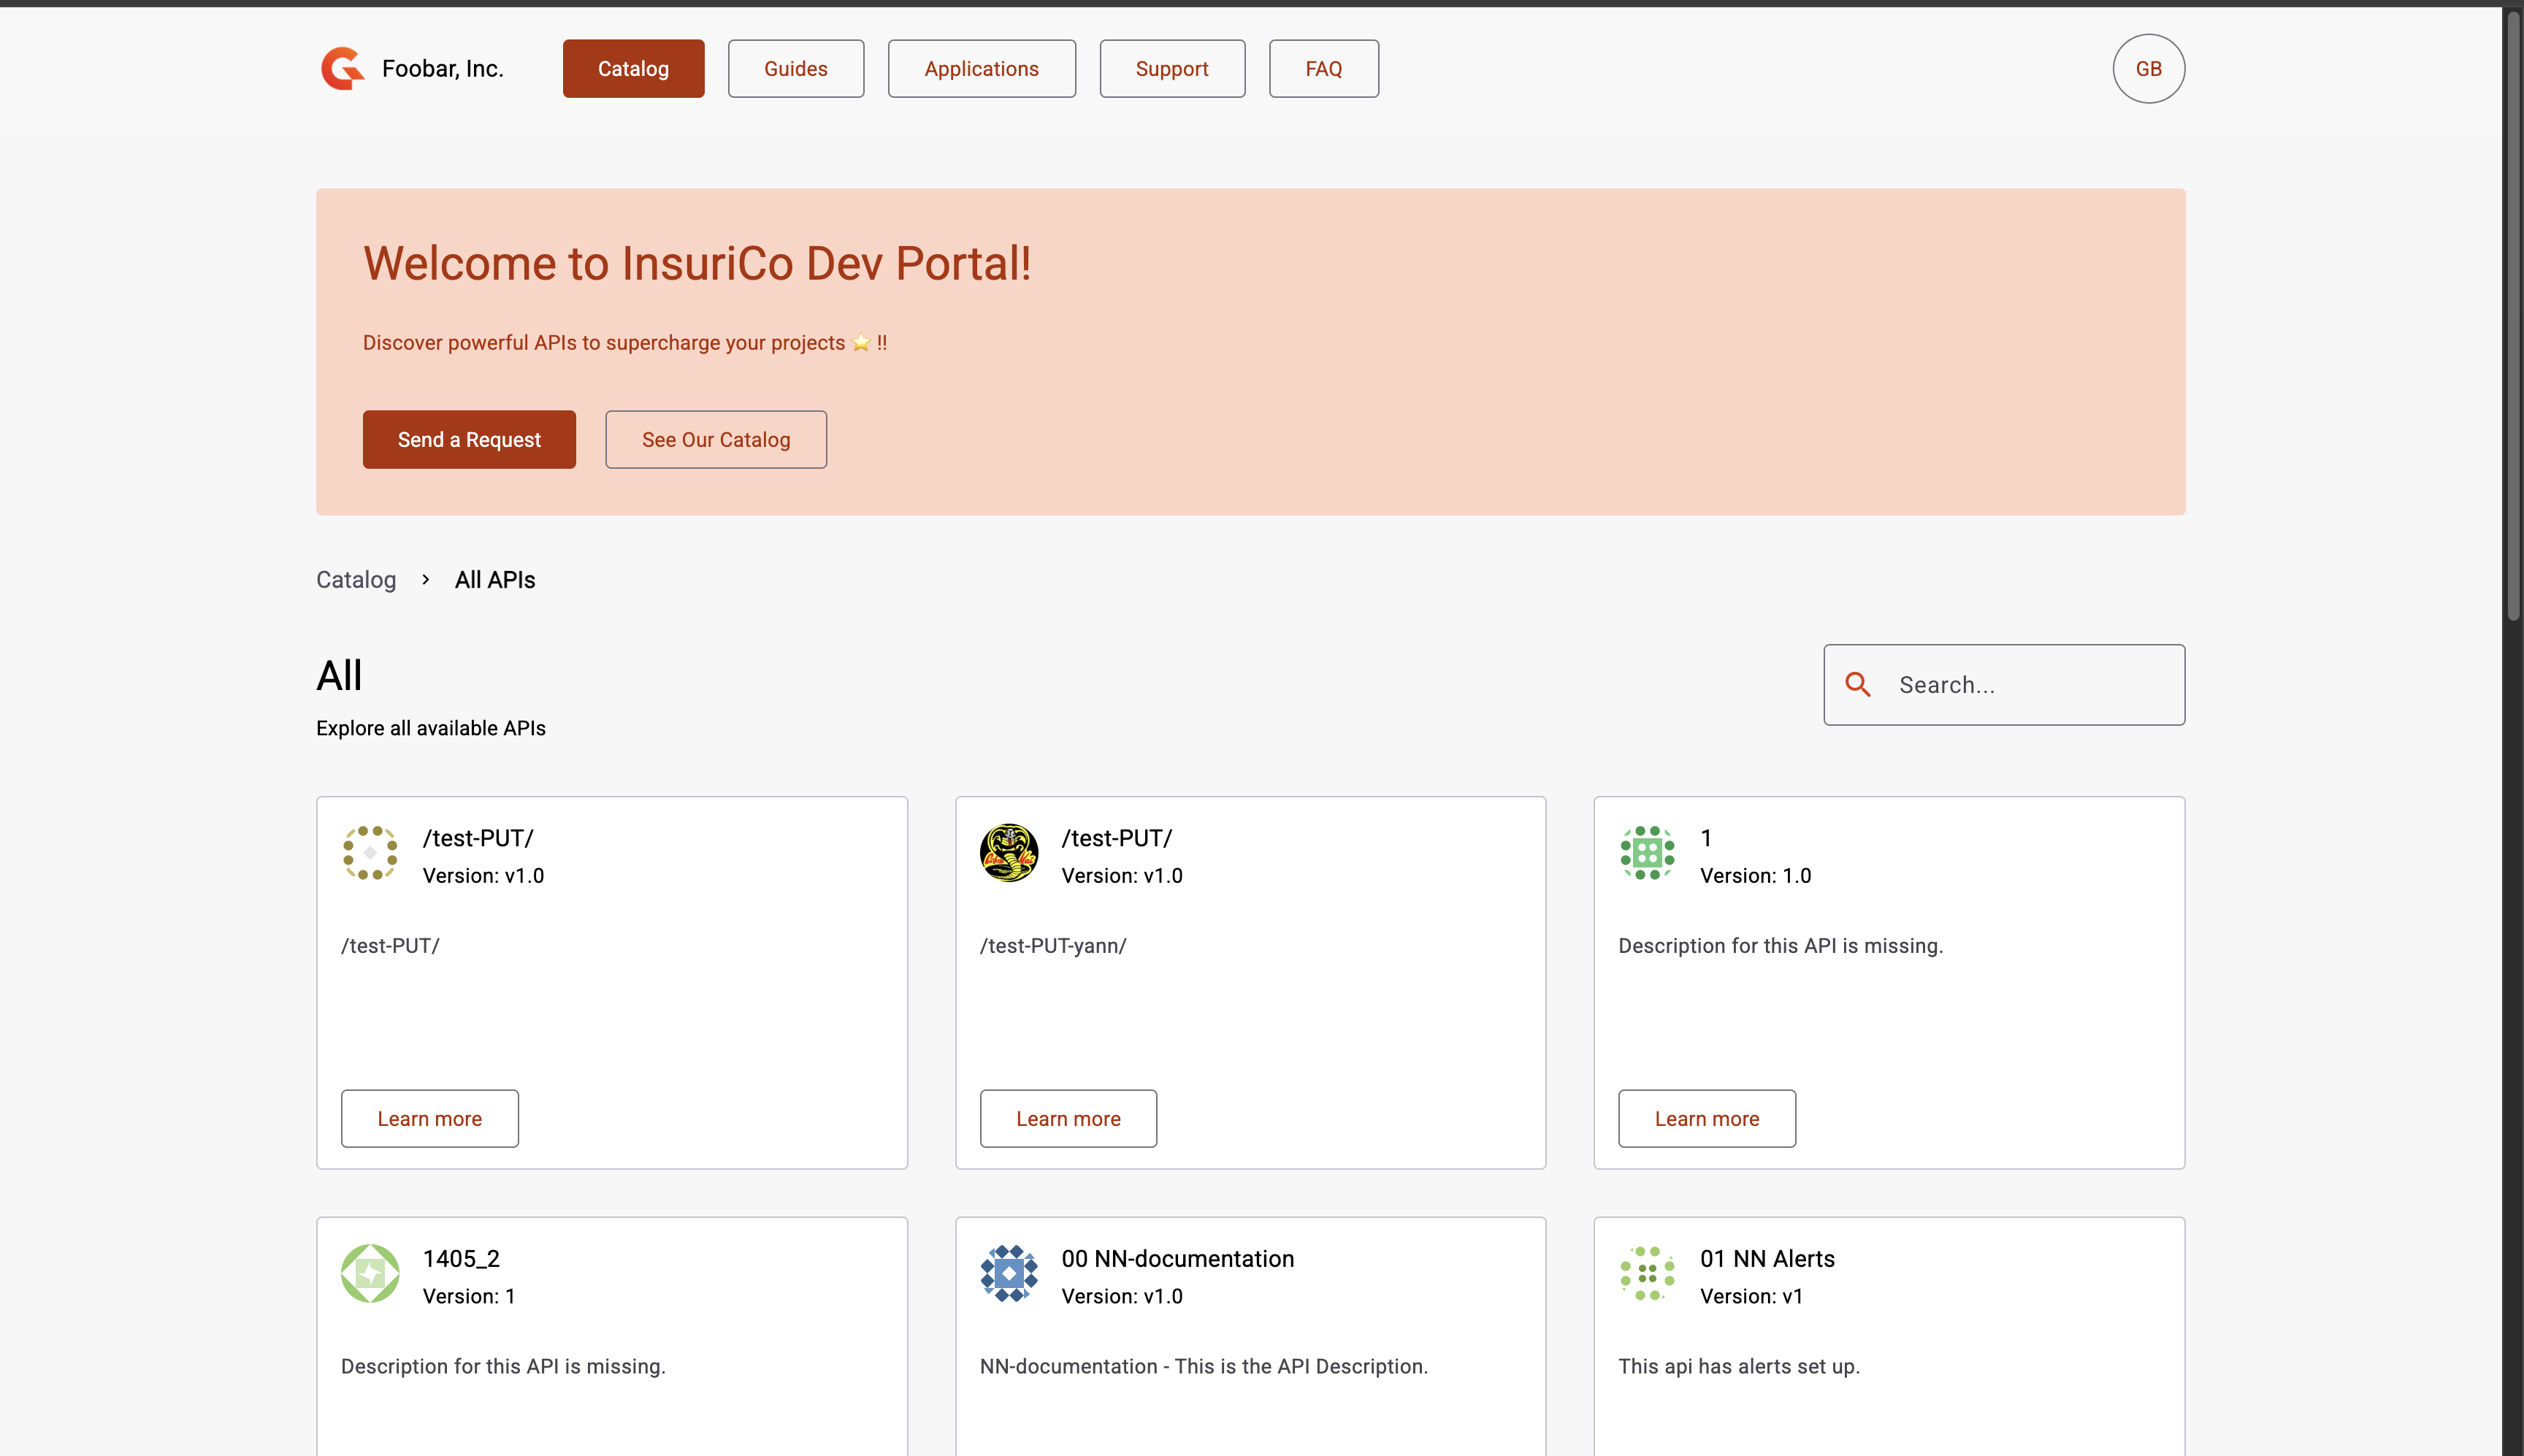 Foobar, Inc.
Catalog
Guides
Applications
Support
FAQ
GB
Welcome to InsuriCo Dev Portal!
Discover powerful APIs to supercharge your projects ⭐ !!
Send a Request
See Our Catalog
Catalog > All APIs
All
Search...
Explore all available APIs
/test-PUT/
Version: v1.0
/test-PUT/
Learn more
/test-PUT/
Version: v1.0
/test-PUT-yann/
Learn more
1
Version: 1.0
Description for this API is missing.
Learn more
1405_2
Version: 1
Description for this API is missing.
00 NN-documentation
Version: v1.0
NN-documentation - This is the API Description.
01 NN Alerts
Version: v1
This api has alerts set up.